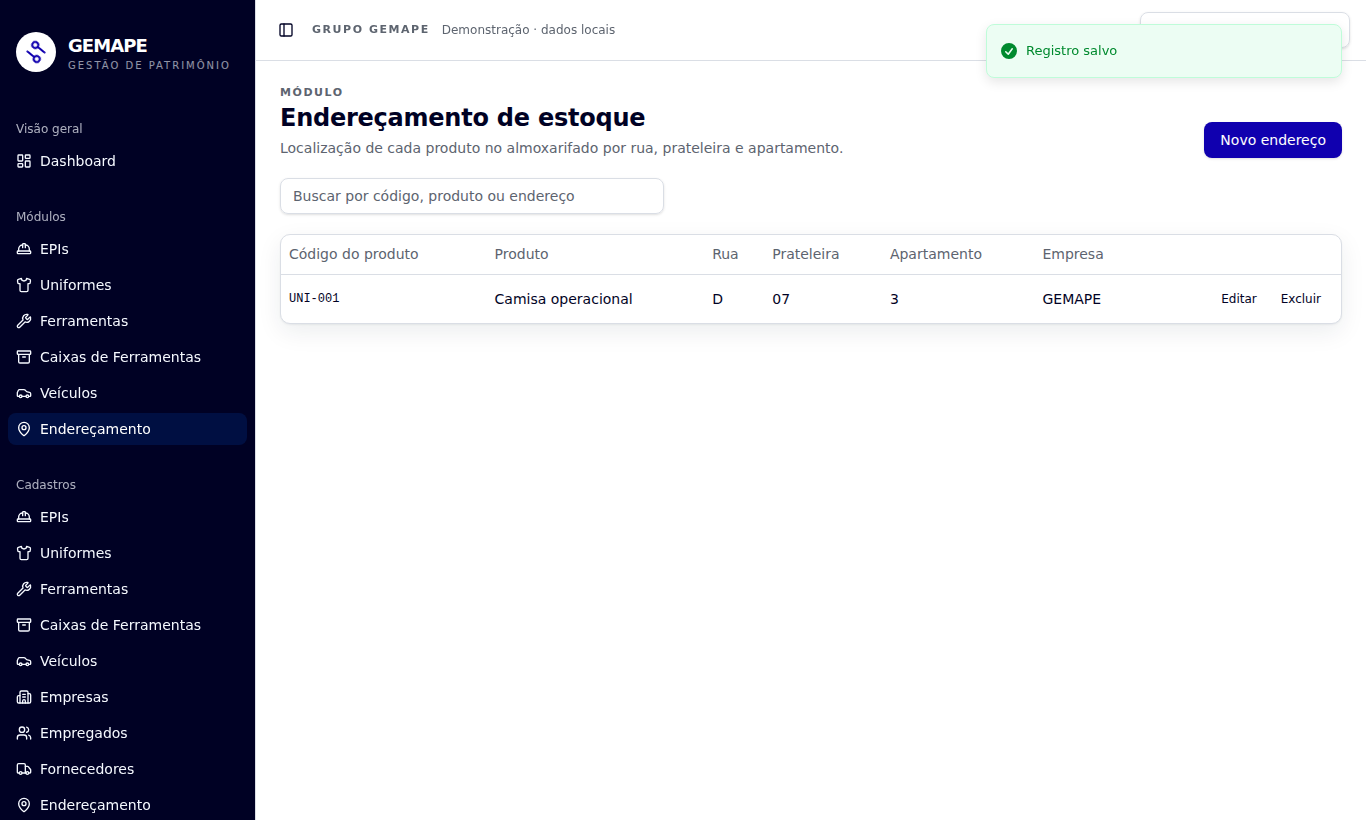 GEMAPE
GESTÃO DE PATRIMÔNIO
Visão geral
Dashboard
Módulos
EPIs
Uniformes
Ferramentas
Caixas de Ferramentas
Veículos
Endereçamento
Cadastros
EPIs
Uniformes
Ferramentas
Caixas de Ferramentas
Veículos
Empresas
Empregados
Fornecedores
Endereçamento
GRUPO GEMAPE Demonstração · dados locais
Registro salvo
MÓDULO
Endereçamento de estoque
Localização de cada produto no almoxarifado por rua, prateleira e apartamento.
Novo endereço
Buscar por código, produto ou endereço
Código do produto Produto Rua Prateleira Apartamento Empresa
UNI-001 Camisa operacional D 07 3 GEMAPE Editar Excluir